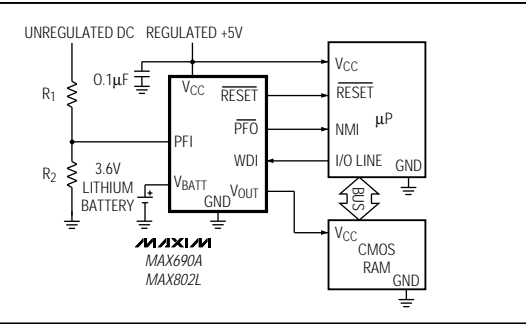 UNREGULATED DC REGULATED +5V
0.1µF
R1
R2
3.6V
LITHIUM
BATTERY
VCC
RESET
PFI
PFO
WDI
VBATT
VOUT
GND
MAXIM
MAX690A
MAX802L
VCC
RESET
µP
NMI
I/O LINE
GND
BUS
VCC
CMOS
RAM
GND